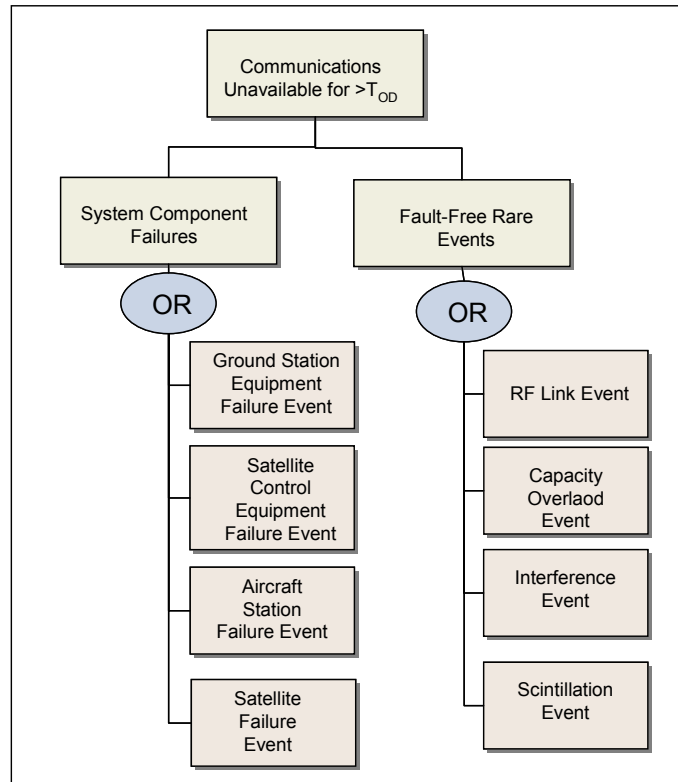 Communications
Unavailable for >TOD
System Component
Failures
OR
Ground Station
Equipment
Failure Event
Satellite
Control
Equipment
Failure Event
Aircraft
Station
Failure Event
Satellite
Failure
Event
Fault-Free Rare
Events
OR
RF Link Event
Capacity
Overlaod
Event
Interference
Event
Scintillation
Event